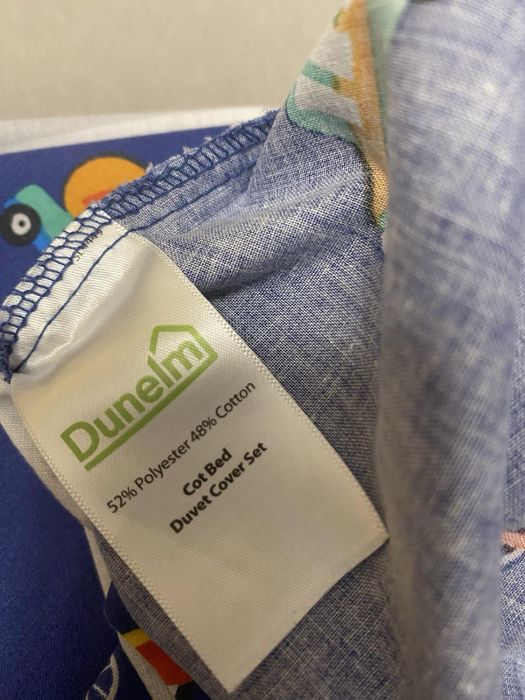 Dunelm
52% Polyester 48% Cotton
Cot Bed
Duvet Cover Set